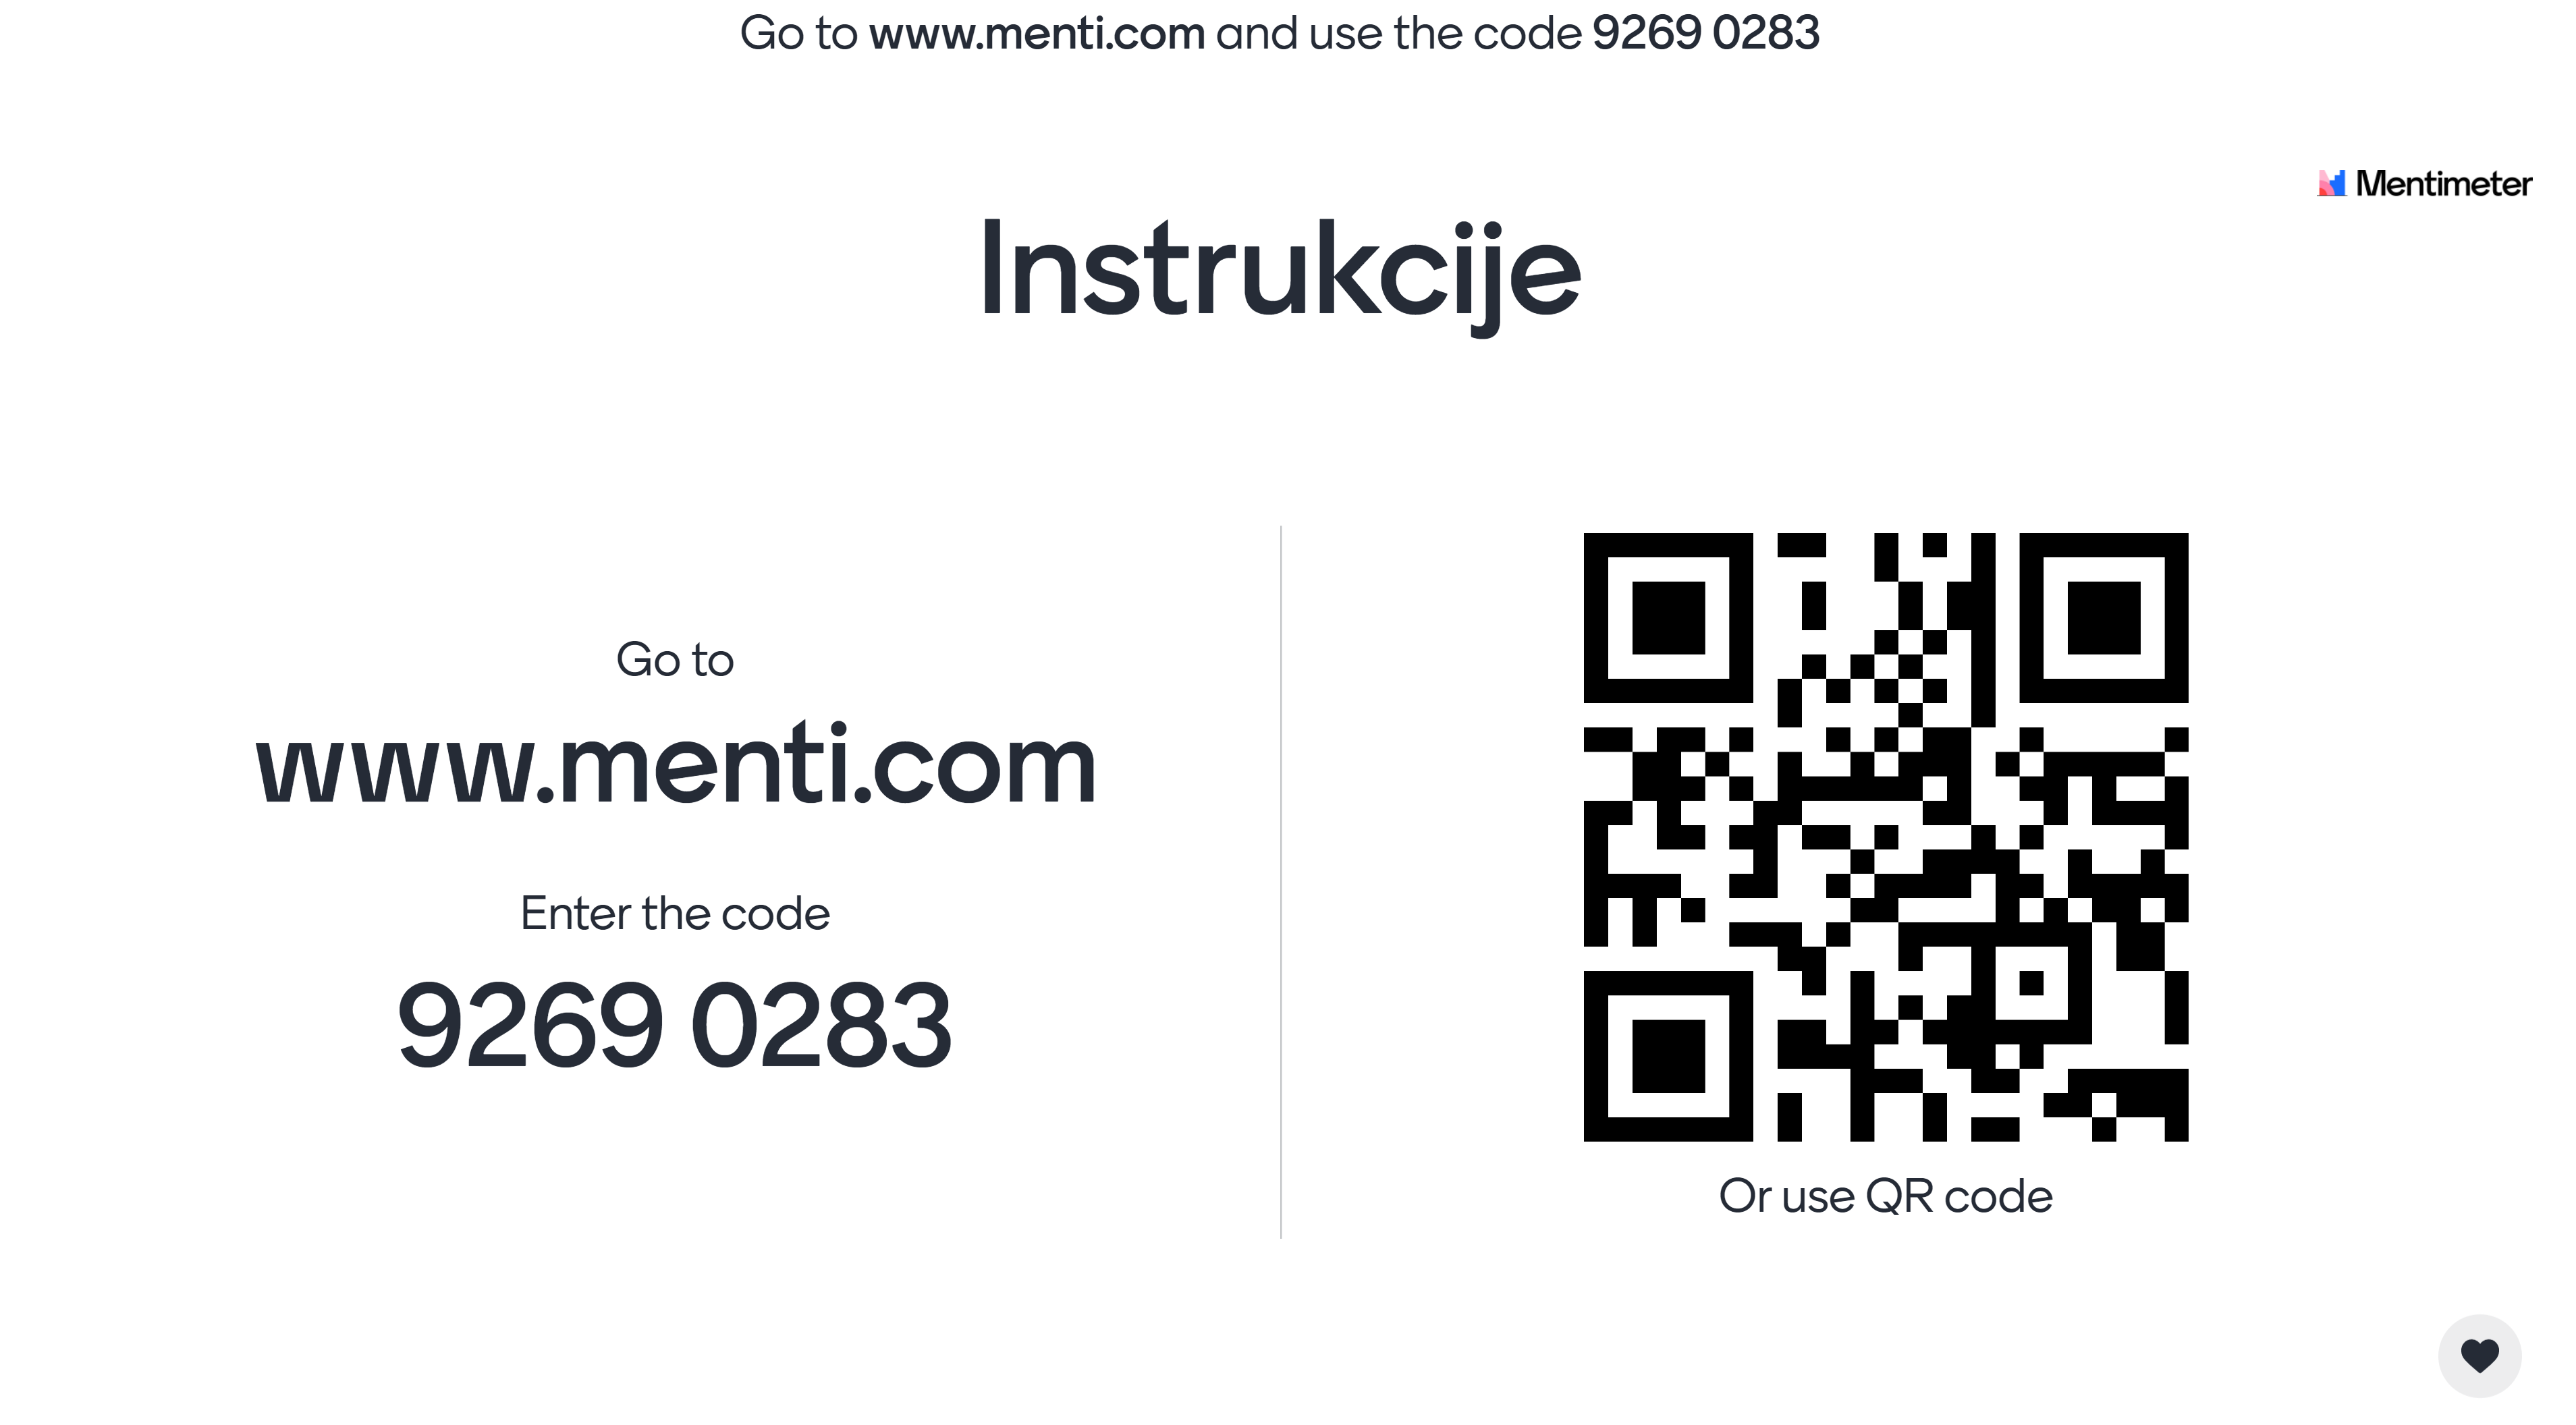 Go to www.menti.com and use the code 9269 0283
Mentimeter
Instrukcije
Go to
www.menti.com
Enter the code
9269 0283
Or use QR code